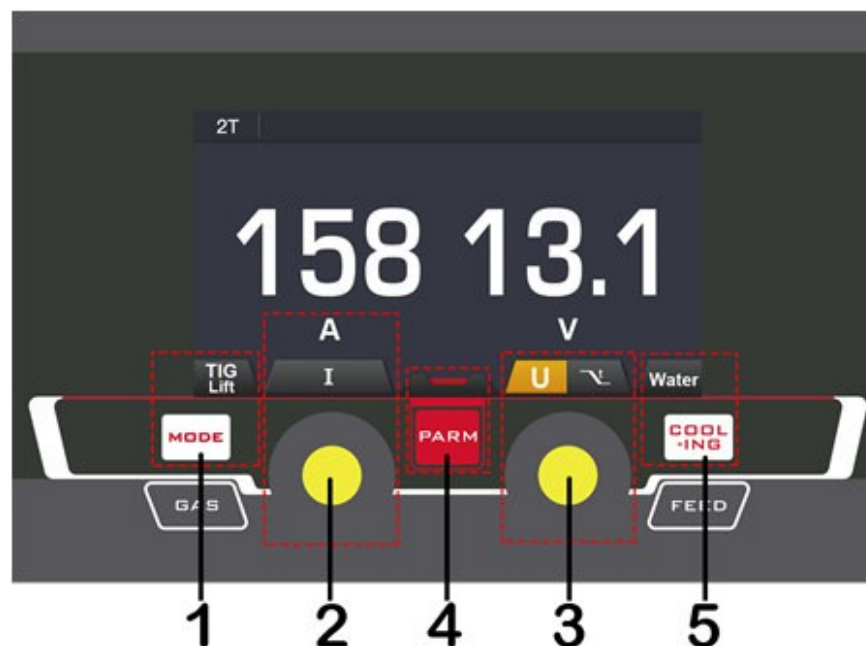 2T
158 13.1
A V
TIG
Lift
I
U t
Water
MODE
PARM
COOL
-ING
GAS
FEED
1 2 4 3 5